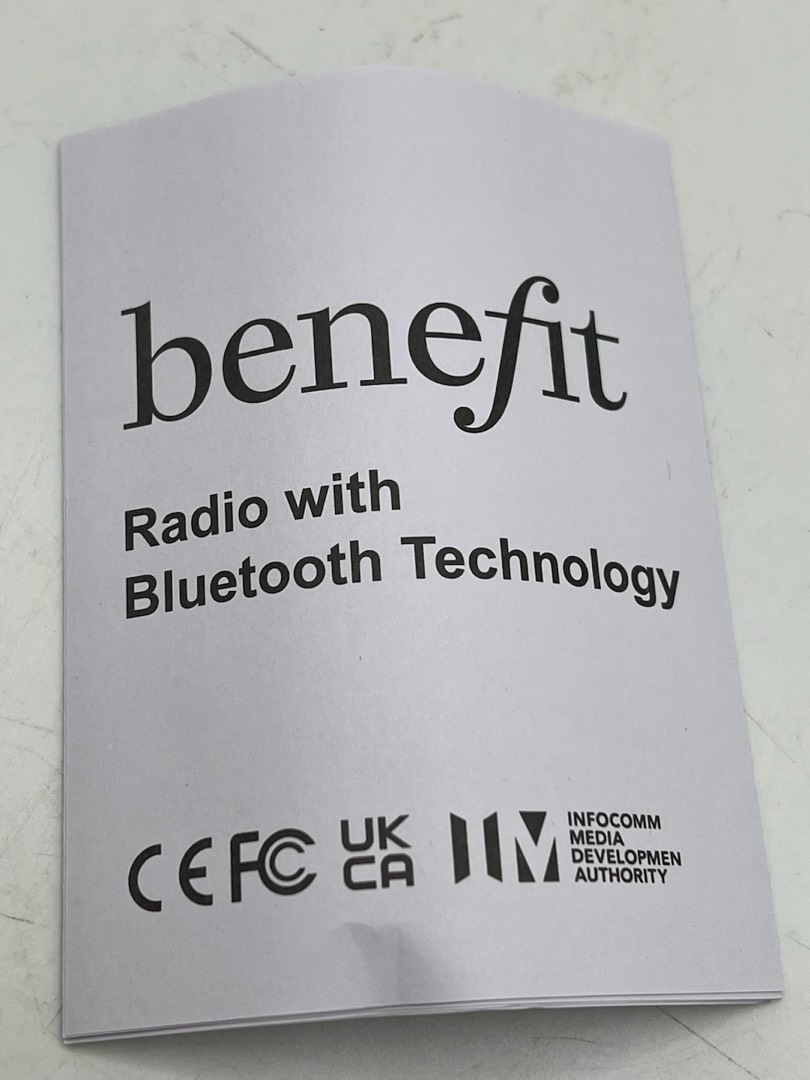 benefit
Radio with
Bluetooth Technology
CE FC UK CA
INFOCOMM
MEDIA
DEVELOPMEN
AUTHORITY